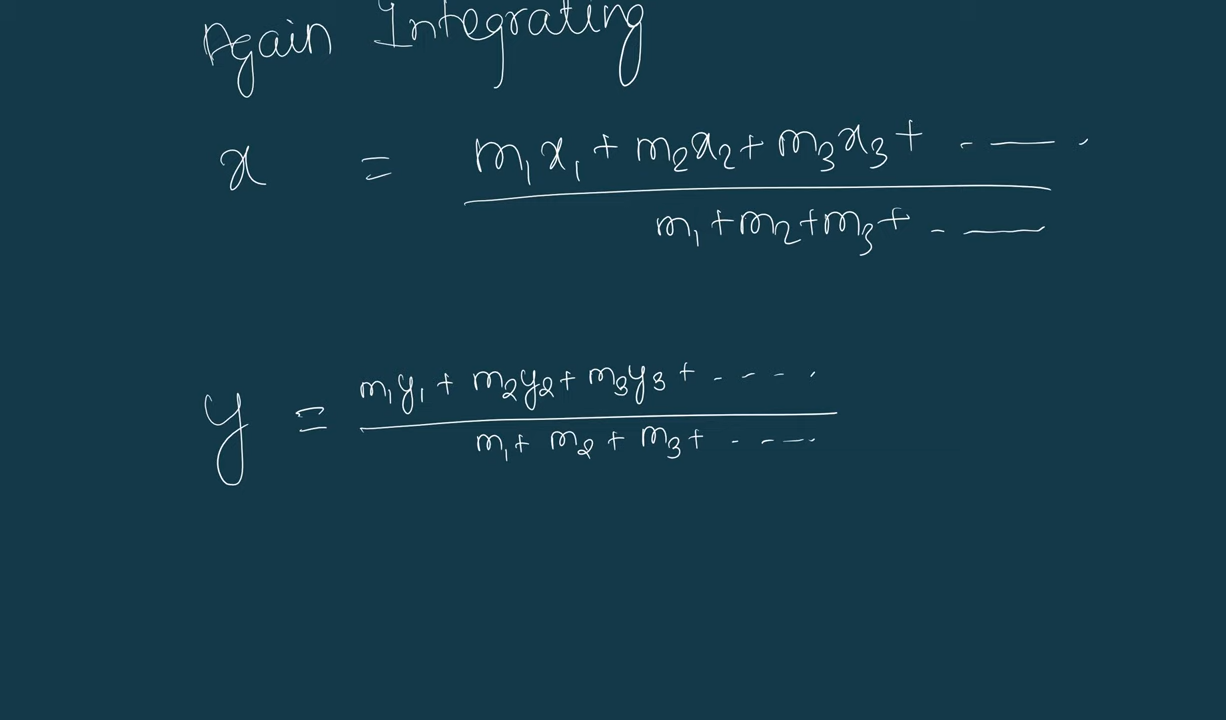 Again Integrating
x = m₁x₁ + m₂x₂ + m₃x₃ + - — .
m₁ + m₂ + m₃ + - —
y = m₁y₁ + m₂y₂ + m₃y₃ + - - - .
m₁ + m₂ + m₃ + - - - .